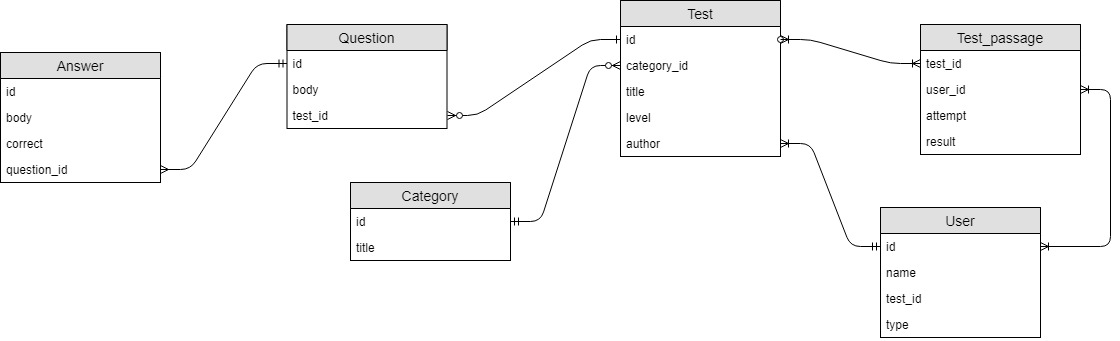 Answer
id
body
correct
question_id
Question
id
body
test_id
Category
id
title
Test
id
category_id
title
level
author
Test_passage
test_id
user_id
attempt
result
User
id
name
test_id
type